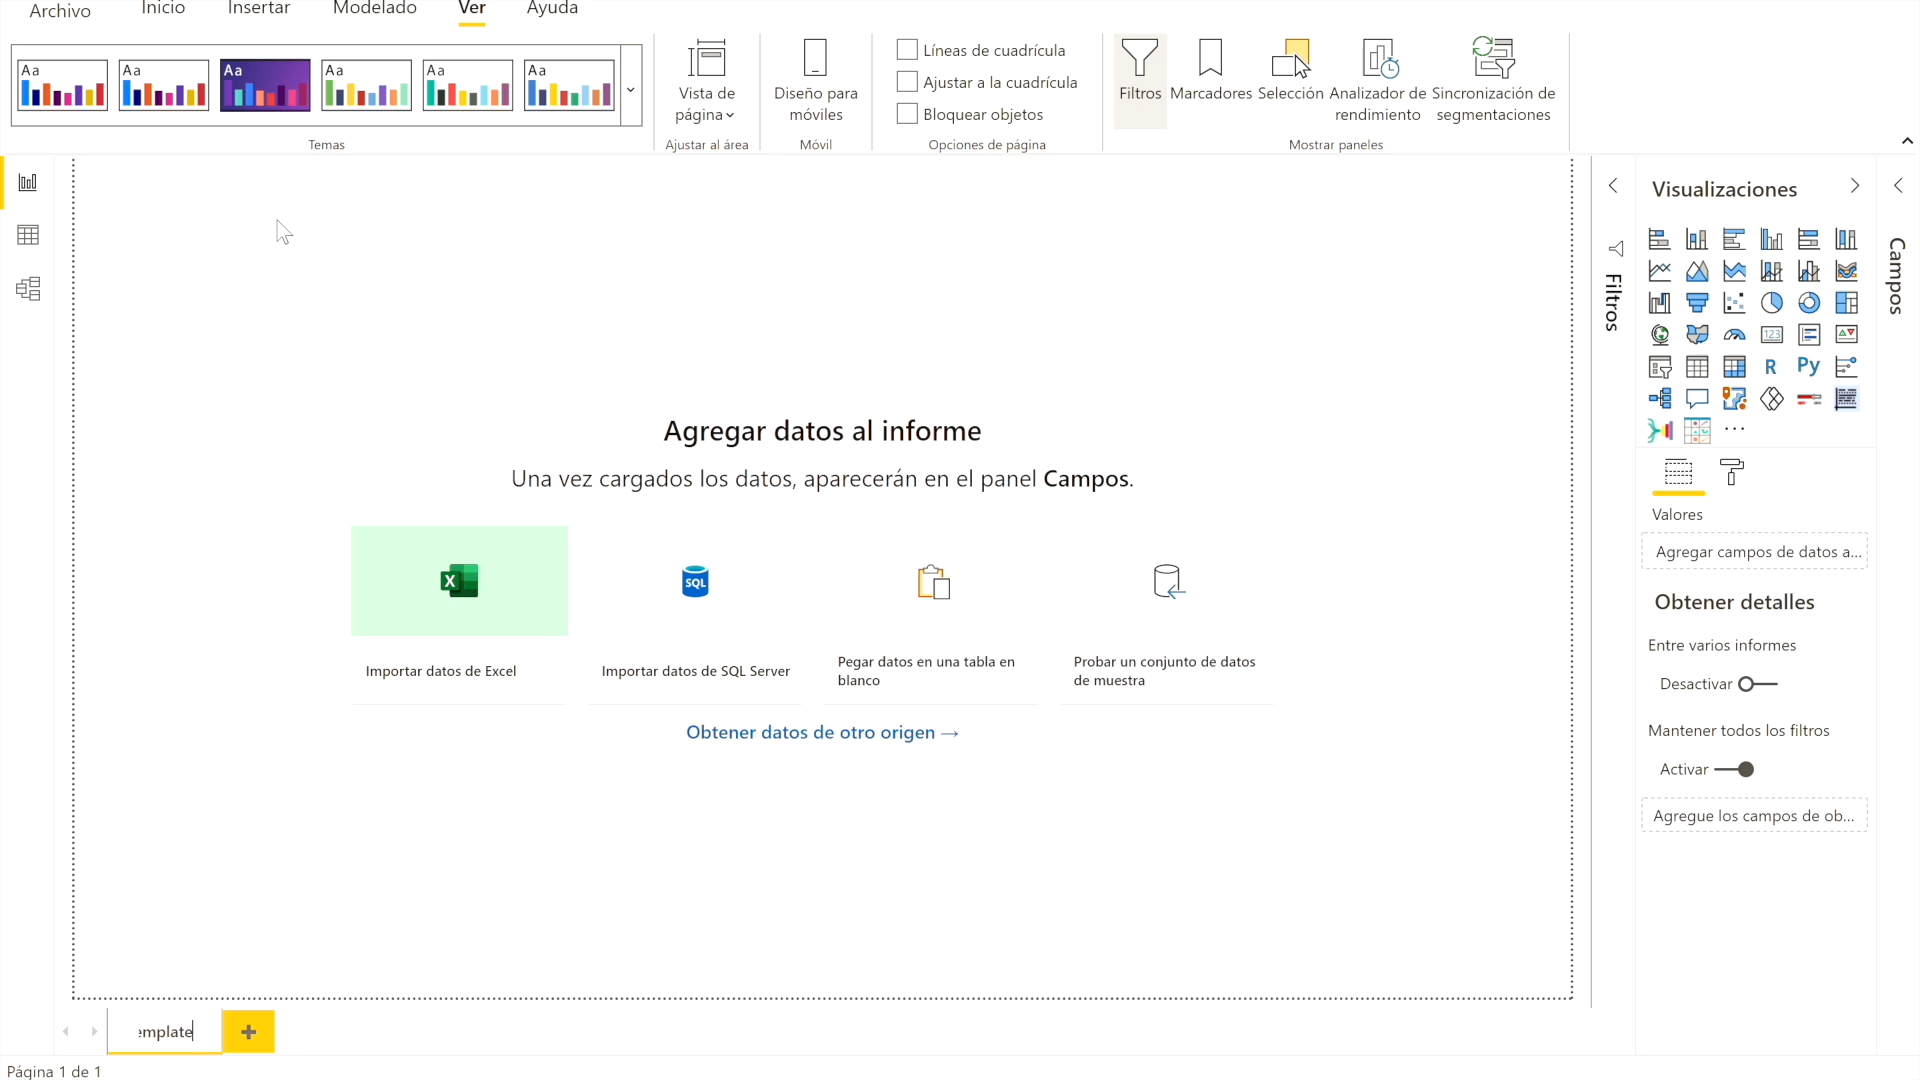 Archivo
Inicio
Insertar
Modelado
Ver
Ayuda
Aa
Aa
Aa
Aa
Aa
Aa
Temas
Vista de
página
Ajustar al área
Diseño para
móviles
Móvil
Líneas de cuadrícula
Ajustar a la cuadrícula
Bloquear objetos
Opciones de página
Filtros
Marcadores
Selección
Analizador de
rendimiento
Sincronización de
segmentaciones
Mostrar paneles
Agregar datos al informe
Una vez cargados los datos, aparecerán en el panel Campos.
X
SQL
Importar datos de Excel
Importar datos de SQL Server
Pegar datos en una tabla en
blanco
Probar un conjunto de datos
de muestra
Obtener datos de otro origen →
Filtros
Visualizaciones
123
R
Py
...
Valores
Agregar campos de datos a...
Obtener detalles
Entre varios informes
Desactivar
Mantener todos los filtros
Activar
Agregue los campos de ob...
Campos
emplate
+
Página 1 de 1